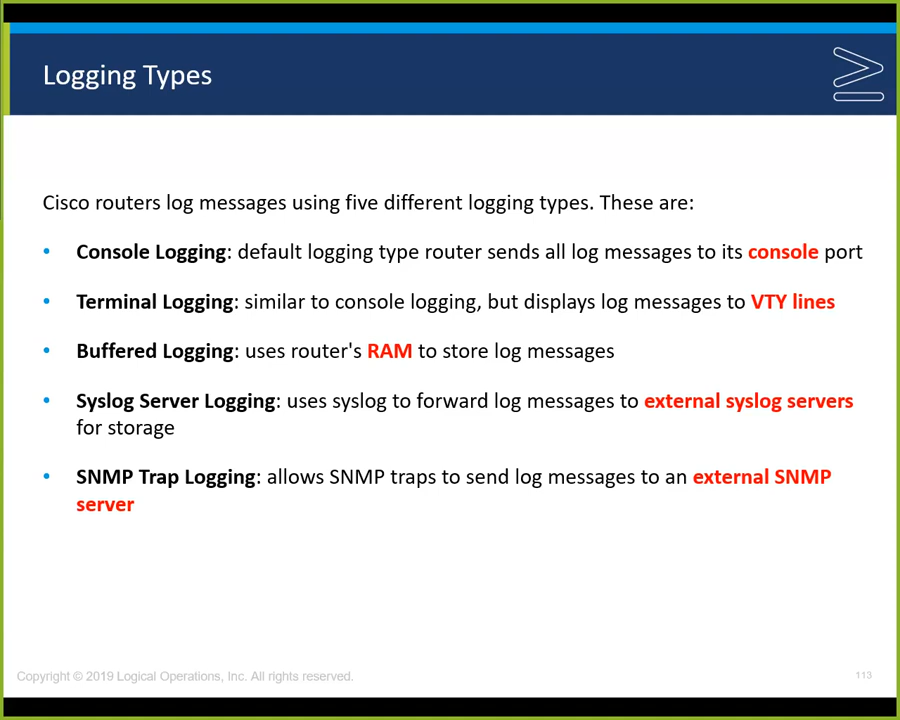 Logging Types
Cisco routers log messages using five different logging types. These are:
• Console Logging: default logging type router sends all log messages to its console port
• Terminal Logging: similar to console logging, but displays log messages to VTY lines
• Buffered Logging: uses router's RAM to store log messages
• Syslog Server Logging: uses syslog to forward log messages to external syslog servers
for storage
• SNMP Trap Logging: allows SNMP traps to send log messages to an external SNMP
server
Copyright © 2019 Logical Operations, Inc. All rights reserved.
113